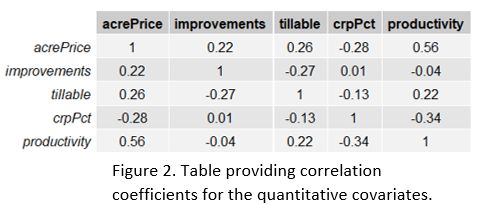 acrePrice improvements tillable crpPct productivity
acrePrice 1 0.22 0.26 -0.28 0.56
improvements 0.22 1 -0.27 0.01 -0.04
tillable 0.26 -0.27 1 -0.13 0.22
crpPct -0.28 0.01 -0.13 1 -0.34
productivity 0.56 -0.04 0.22 -0.34 1
Figure 2. Table providing correlation
coefficients for the quantitative covariates.